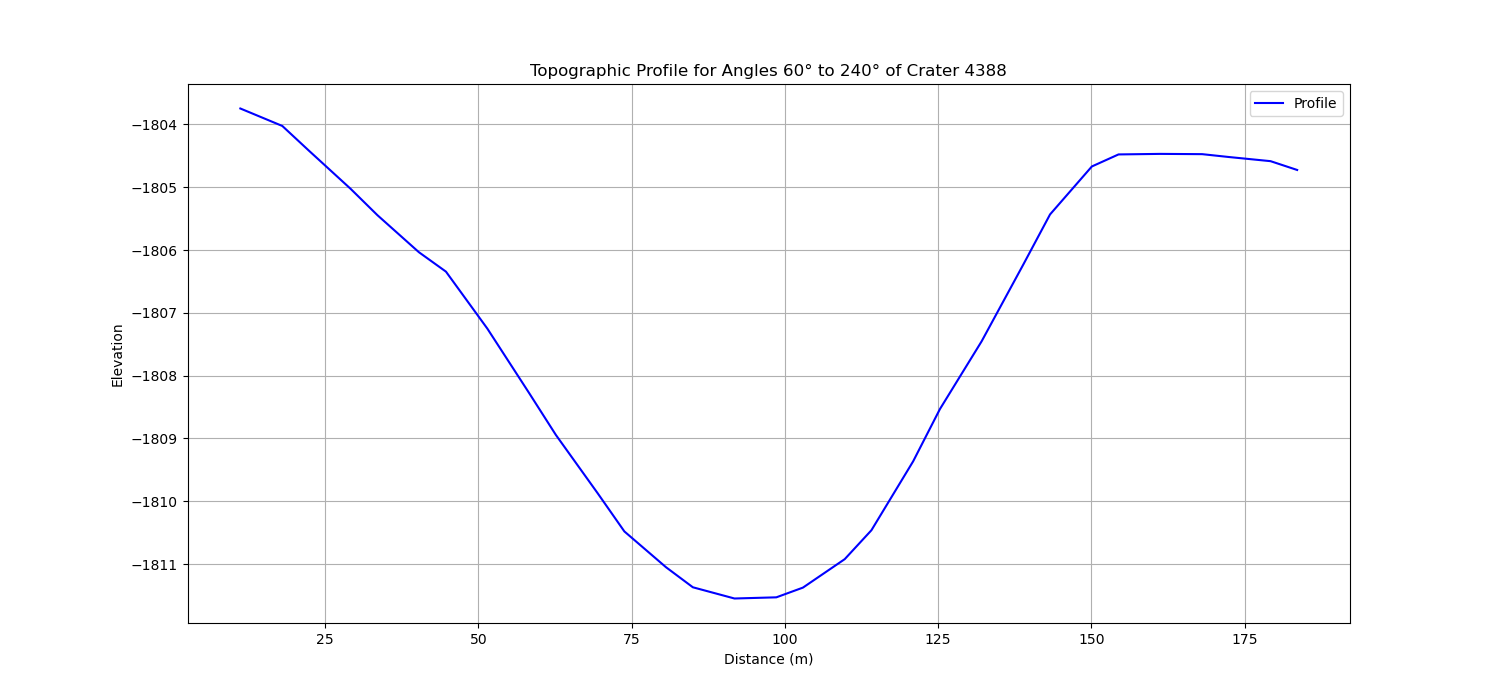 Topographic Profile for Angles 60° to 240° of Crater 4388
Profile
Elevation
−1804
−1805
−1806
−1807
−1808
−1809
−1810
−1811
25 50 75 100 125 150 175
Distance (m)